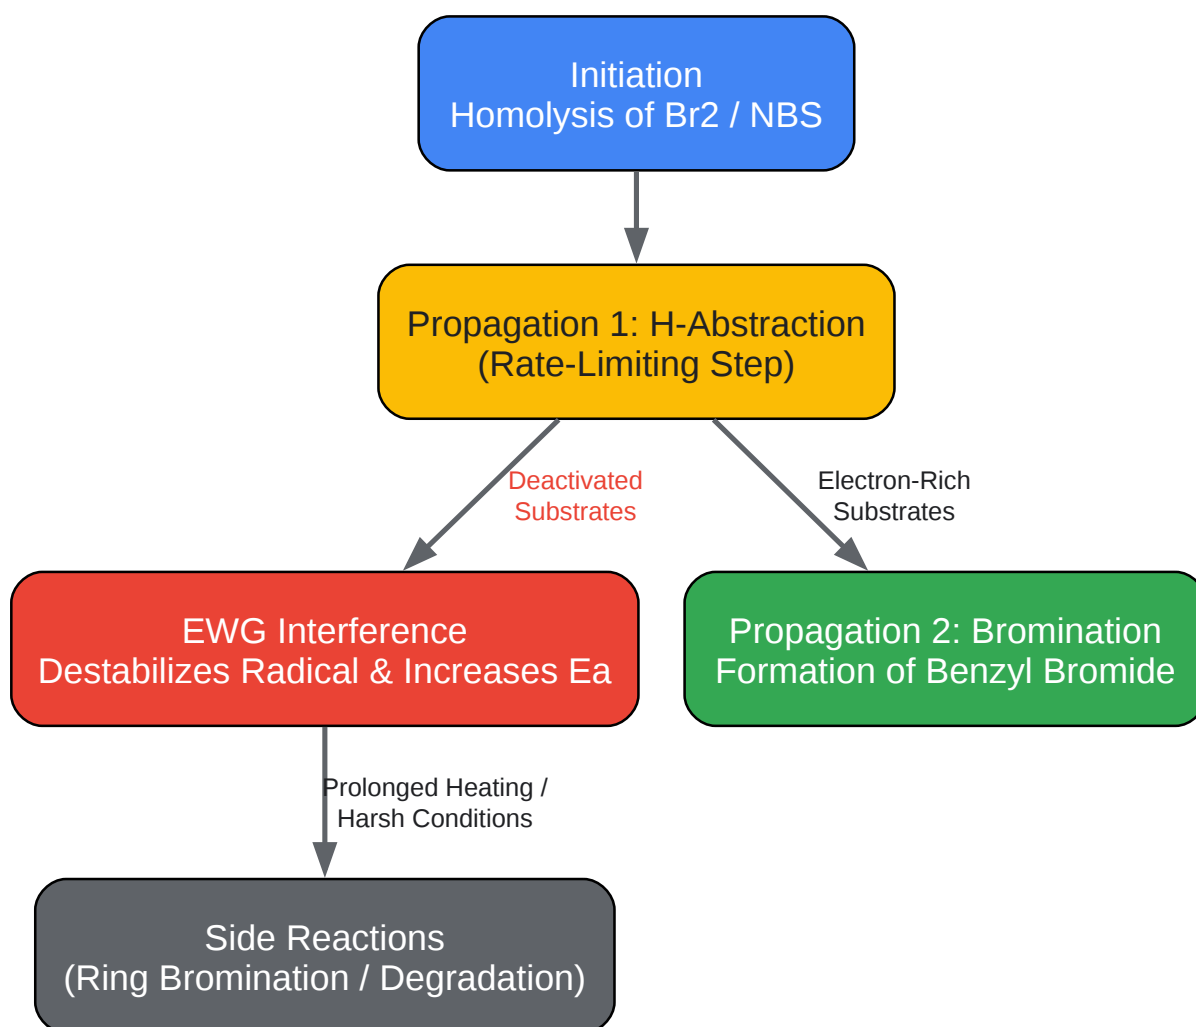 Initiation
Homolysis of Br2 / NBS
Propagation 1: H-Abstraction
(Rate-Limiting Step)
Deactivated
Substrates
Electron-Rich
Substrates
EWG Interference
Destabilizes Radical & Increases Ea
Propagation 2: Bromination
Formation of Benzyl Bromide
Prolonged Heating /
Harsh Conditions
Side Reactions
(Ring Bromination / Degradation)